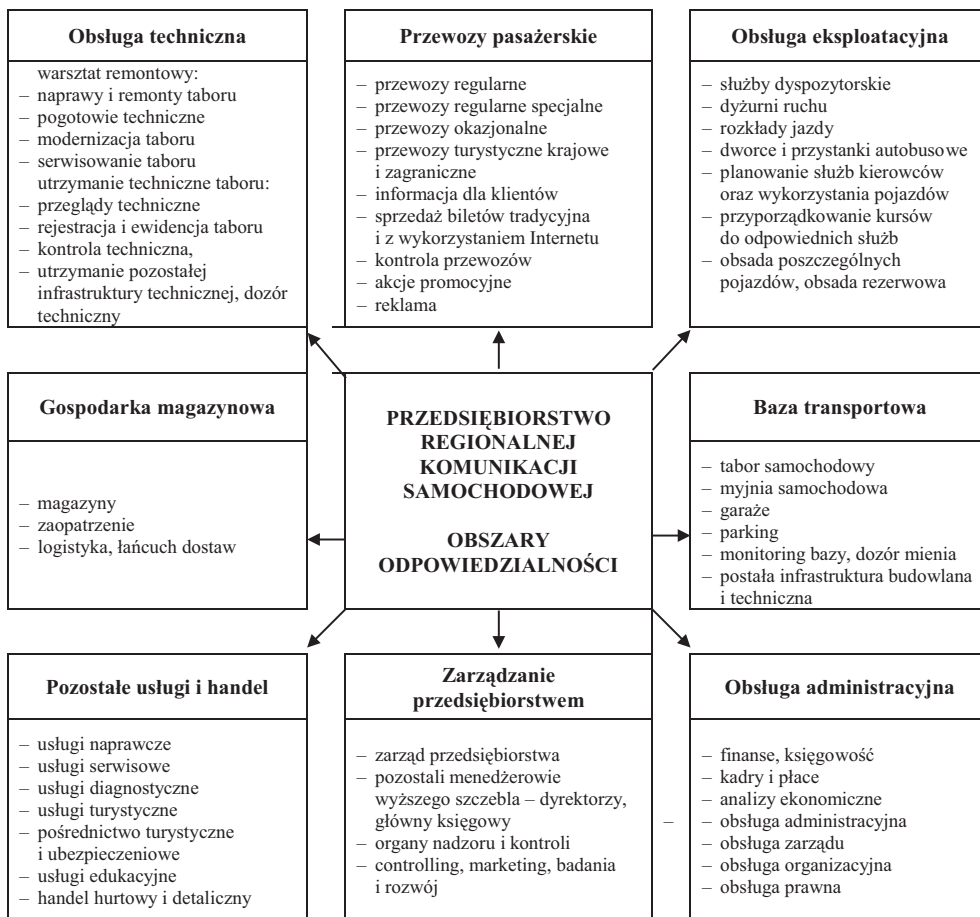 Obsługa techniczna
warsztat remontowy:
– naprawy i remonty taboru
– pogotowie techniczne
– modernizacja taboru
– serwisowanie taboru
utrzymanie techniczne taboru:
– przeglądy techniczne
– rejestracja i ewidencja taboru
– kontrola techniczna,
– utrzymanie pozostałej
infrastruktury technicznej, dozór
techniczny
Przewozy pasażerskie
– przewozy regularne
– przewozy regularne specjalne
– przewozy okazjonalne
– przewozy turystyczne krajowe
i zagraniczne
– informacja dla klientów
– sprzedaż biletów tradycyjna
i z wykorzystaniem Internetu
– kontrola przewozów
– akcje promocyjne
– reklama
Obsługa eksploatacyjna
– służby dyspozytorskie
– dyżurni ruchu
– rozkłady jazdy
– dworce i przystanki autobusowe
– planowanie służb kierowców
oraz wykorzystania pojazdów
– przyporządkowanie kursów
do odpowiednich służb
– obsada poszczególnych
pojazdów, obsada rezerwowa
Gospodarka magazynowa
– magazyny
– zaopatrzenie
– logistyka, łańcuch dostaw
PRZEDSIĘBIORSTWO
REGIONALNEJ
KOMUNIKACJI
SAMOCHODOWEJ
OBSZARY
ODPOWIEDZIALNOŚCI
Baza transportowa
– tabor samochodowy
– myjnia samochodowa
– garaże
– parking
– monitoring bazy, dozór mienia
– postała infrastruktura budowlana
i techniczna
Pozostałe usługi i handel
– usługi naprawcze
– usługi serwisowe
– usługi diagnostyczne
– usługi turystyczne
– pośrednictwo turystyczne
i ubezpieczeniowe
– usługi edukacyjne
– handel hurtowy i detaliczny
Zarządzanie
przedsiębiorstwem
– zarząd przedsiębiorstwa
– pozostali menedżerowie
wyższego szczebla – dyrektorzy,
główny księgowy
– organy nadzoru i kontroli
– controlling, marketing, badania
i rozwój
–
Obsługa administracyjna
– finanse, księgowość
– kadry i płace
– analizy ekonomiczne
– obsługa administracyjna
– obsługa zarządu
– obsługa organizacyjna
– obsługa prawna